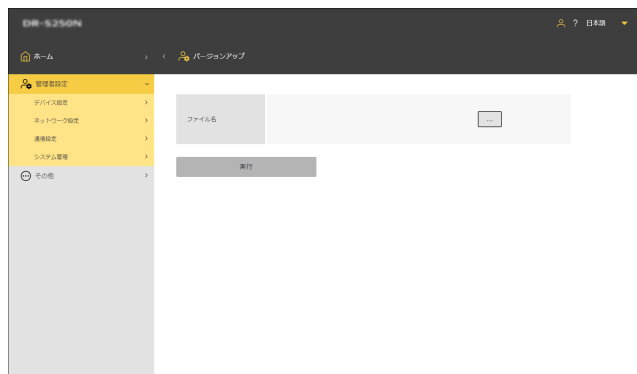 DR-S250N
? 日本語
ホーム
バージョンアップ
管理者設定
デバイス設定
ネットワーク設定
通信設定
システム管理
その他
ファイル名
...
実行